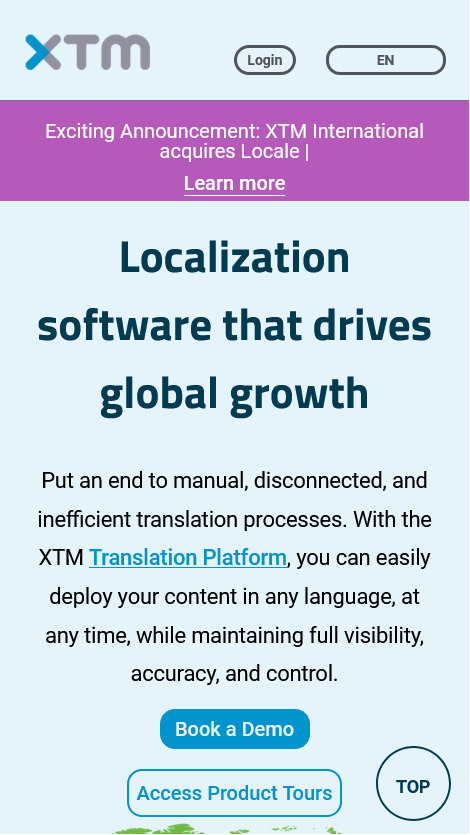 XTM
Login
EN
Exciting Announcement: XTM International
acquires Locale |
Learn more
Localization
software that drives
global growth
Put an end to manual, disconnected, and
inefficient translation processes. With the
XTM Translation Platform, you can easily
deploy your content in any language, at
any time, while maintaining full visibility,
accuracy, and control.
Book a Demo
TOP
Access Product Tours